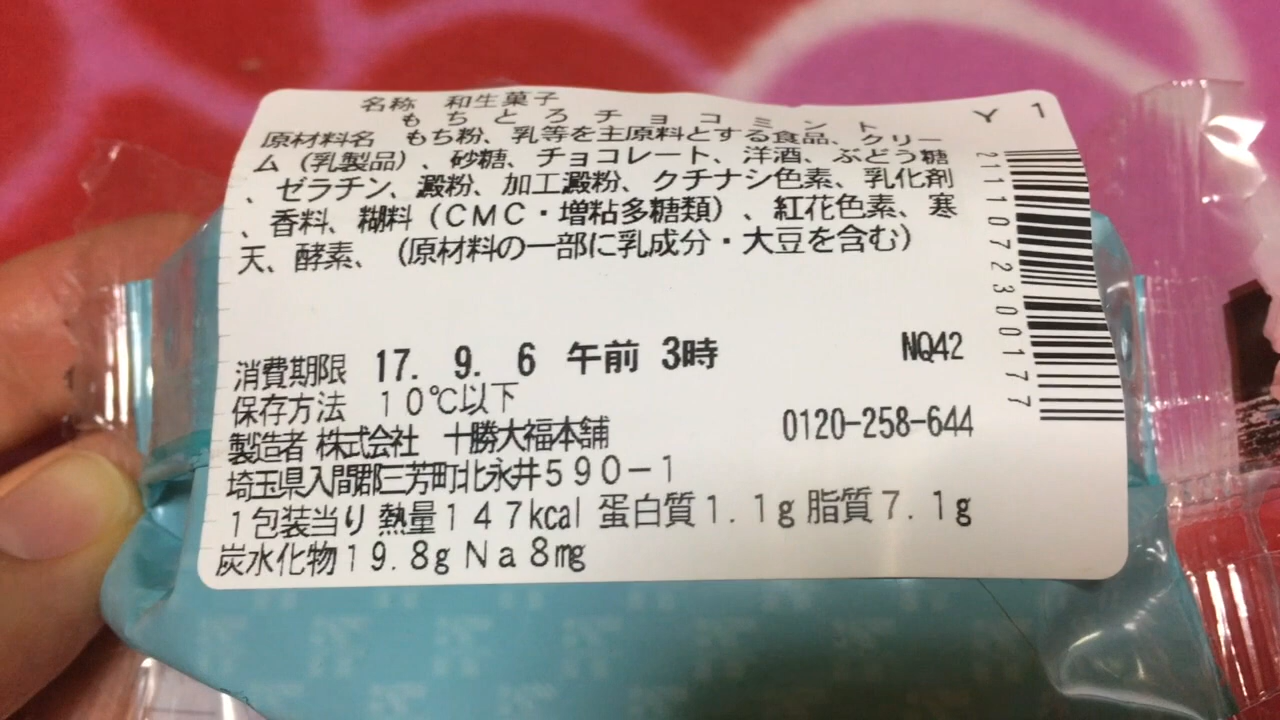 名称 和生菓子
もちとろチョコミント
Y 1
原材料名 もち粉、乳等を主原料とする食品、クリー
ム（乳製品）、砂糖、チョコレート、洋酒、ぶどう糖
、ゼラチン、澱粉、加工澱粉、クチナシ色素、乳化剤
、香料、糊料（CMC・増粘多糖類）、紅花色素、寒
天、酵素、（原材料の一部に乳成分・大豆を含む）
2111072300177
消費期限 17. 9. 6 午前 3時 NQ42
保存方法 10℃以下
製造者 株式会社 十勝大福本舗 0120-258-644
埼玉県入間郡三芳町北永井590-1
1包装当り 熱量147kcal 蛋白質1.1g 脂質7.1g
炭水化物19.8g Na8mg